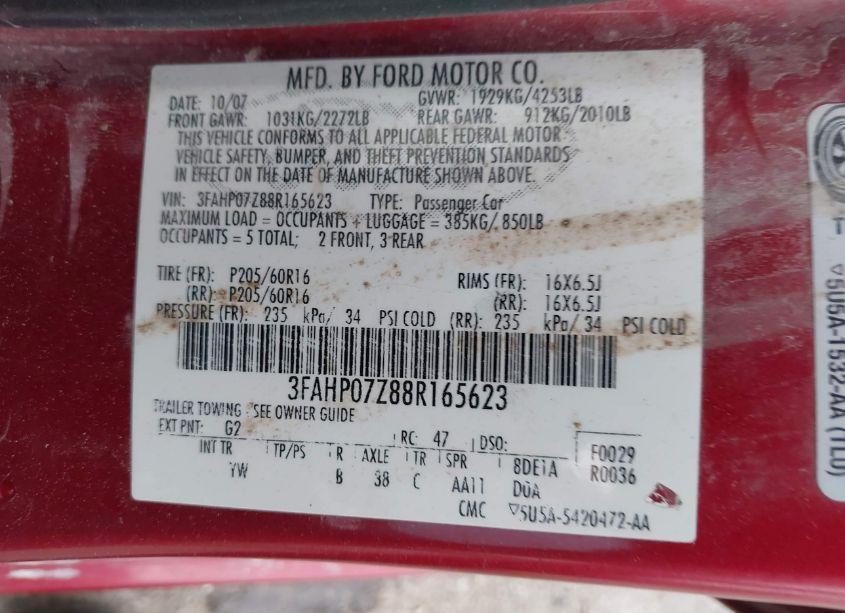 MFD. BY FORD MOTOR CO.
DATE: 10/07 GVWR: 1929KG/4253LB
FRONT GAWR: 1031KG/2272LB REAR GAWR: 912KG/2010LB
THIS VEHICLE CONFORMS TO ALL APPLICABLE FEDERAL MOTOR
VEHICLE SAFETY, BUMPER, AND THEFT PREVENTION STANDARDS
IN EFFECT ON THE DATE OF MANUFACTURE SHOWN ABOVE.
VIN: 3FAHP07Z88R165623 TYPE: Passenger Car
MAXIMUM LOAD = OCCUPANTS + LUGGAGE = 385KG/ 850LB
OCCUPANTS = 5 TOTAL; 2 FRONT, 3 REAR
TIRE (FR): P205/60R16 RIMS (FR): 16X6.5J
(RR): P205/60R16 (RR): 16X6.5J
PRESSURE (FR): 235 kPa/ 34 PSI COLD (RR): 235 kPa/ 34 PSI COLD
3FAHP07Z88R165623
TRAILER TOWING - SEE OWNER GUIDE
EXT PNT: G2 RC: 47 DSO: F0029
INT TR TP/PS R AXLE TR SPR 8DE1A R0036
YW B 38 C AA11 D0A
CMC ▽5U5A-5420472-AA
▽5U5A-1532-AA (TLD)